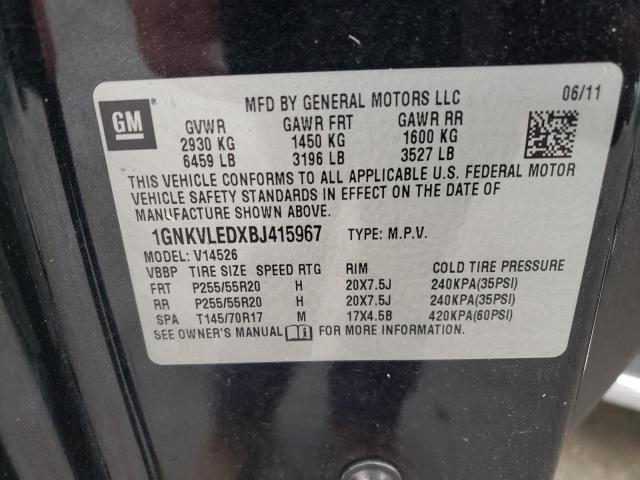 MFD BY GENERAL MOTORS LLC 06/11
GM
GVWR GAWR FRT GAWR RR
2930 KG 1450 KG 1600 KG
6459 LB 3196 LB 3527 LB
THIS VEHICLE CONFORMS TO ALL APPLICABLE U.S. FEDERAL MOTOR
VEHICLE SAFETY STANDARDS IN EFFECT ON THE DATE OF
MANUFACTURE SHOWN ABOVE.
1GNKVLEDXBJ415967 TYPE: M.P.V.
MODEL: V14526
VBBP TIRE SIZE SPEED RTG RIM COLD TIRE PRESSURE
FRT P255/55R20 H 20X7.5J 240KPA(35PSI)
RR P255/55R20 H 20X7.5J 240KPA(35PSI)
SPA T145/70R17 M 17X4.5B 420KPA(60PSI)
SEE OWNER'S MANUAL FOR MORE INFORMATION.